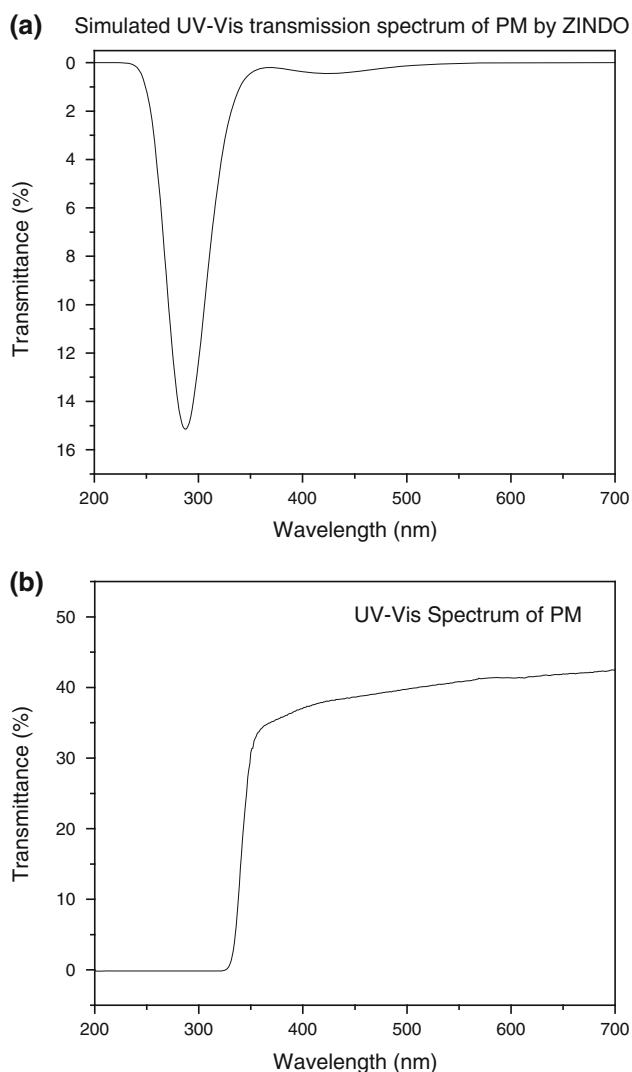 (a) Simulated UV-Vis transmission spectrum of PM by ZINDO
0
2
4
6
8
10
12
14
16
Transmittance (%)
200 300 400 500 600 700
Wavelength (nm)
(b)
UV-Vis Spectrum of PM
50
40
30
20
10
0
Transmittance (%)
200 300 400 500 600 700
Wavelength (nm)